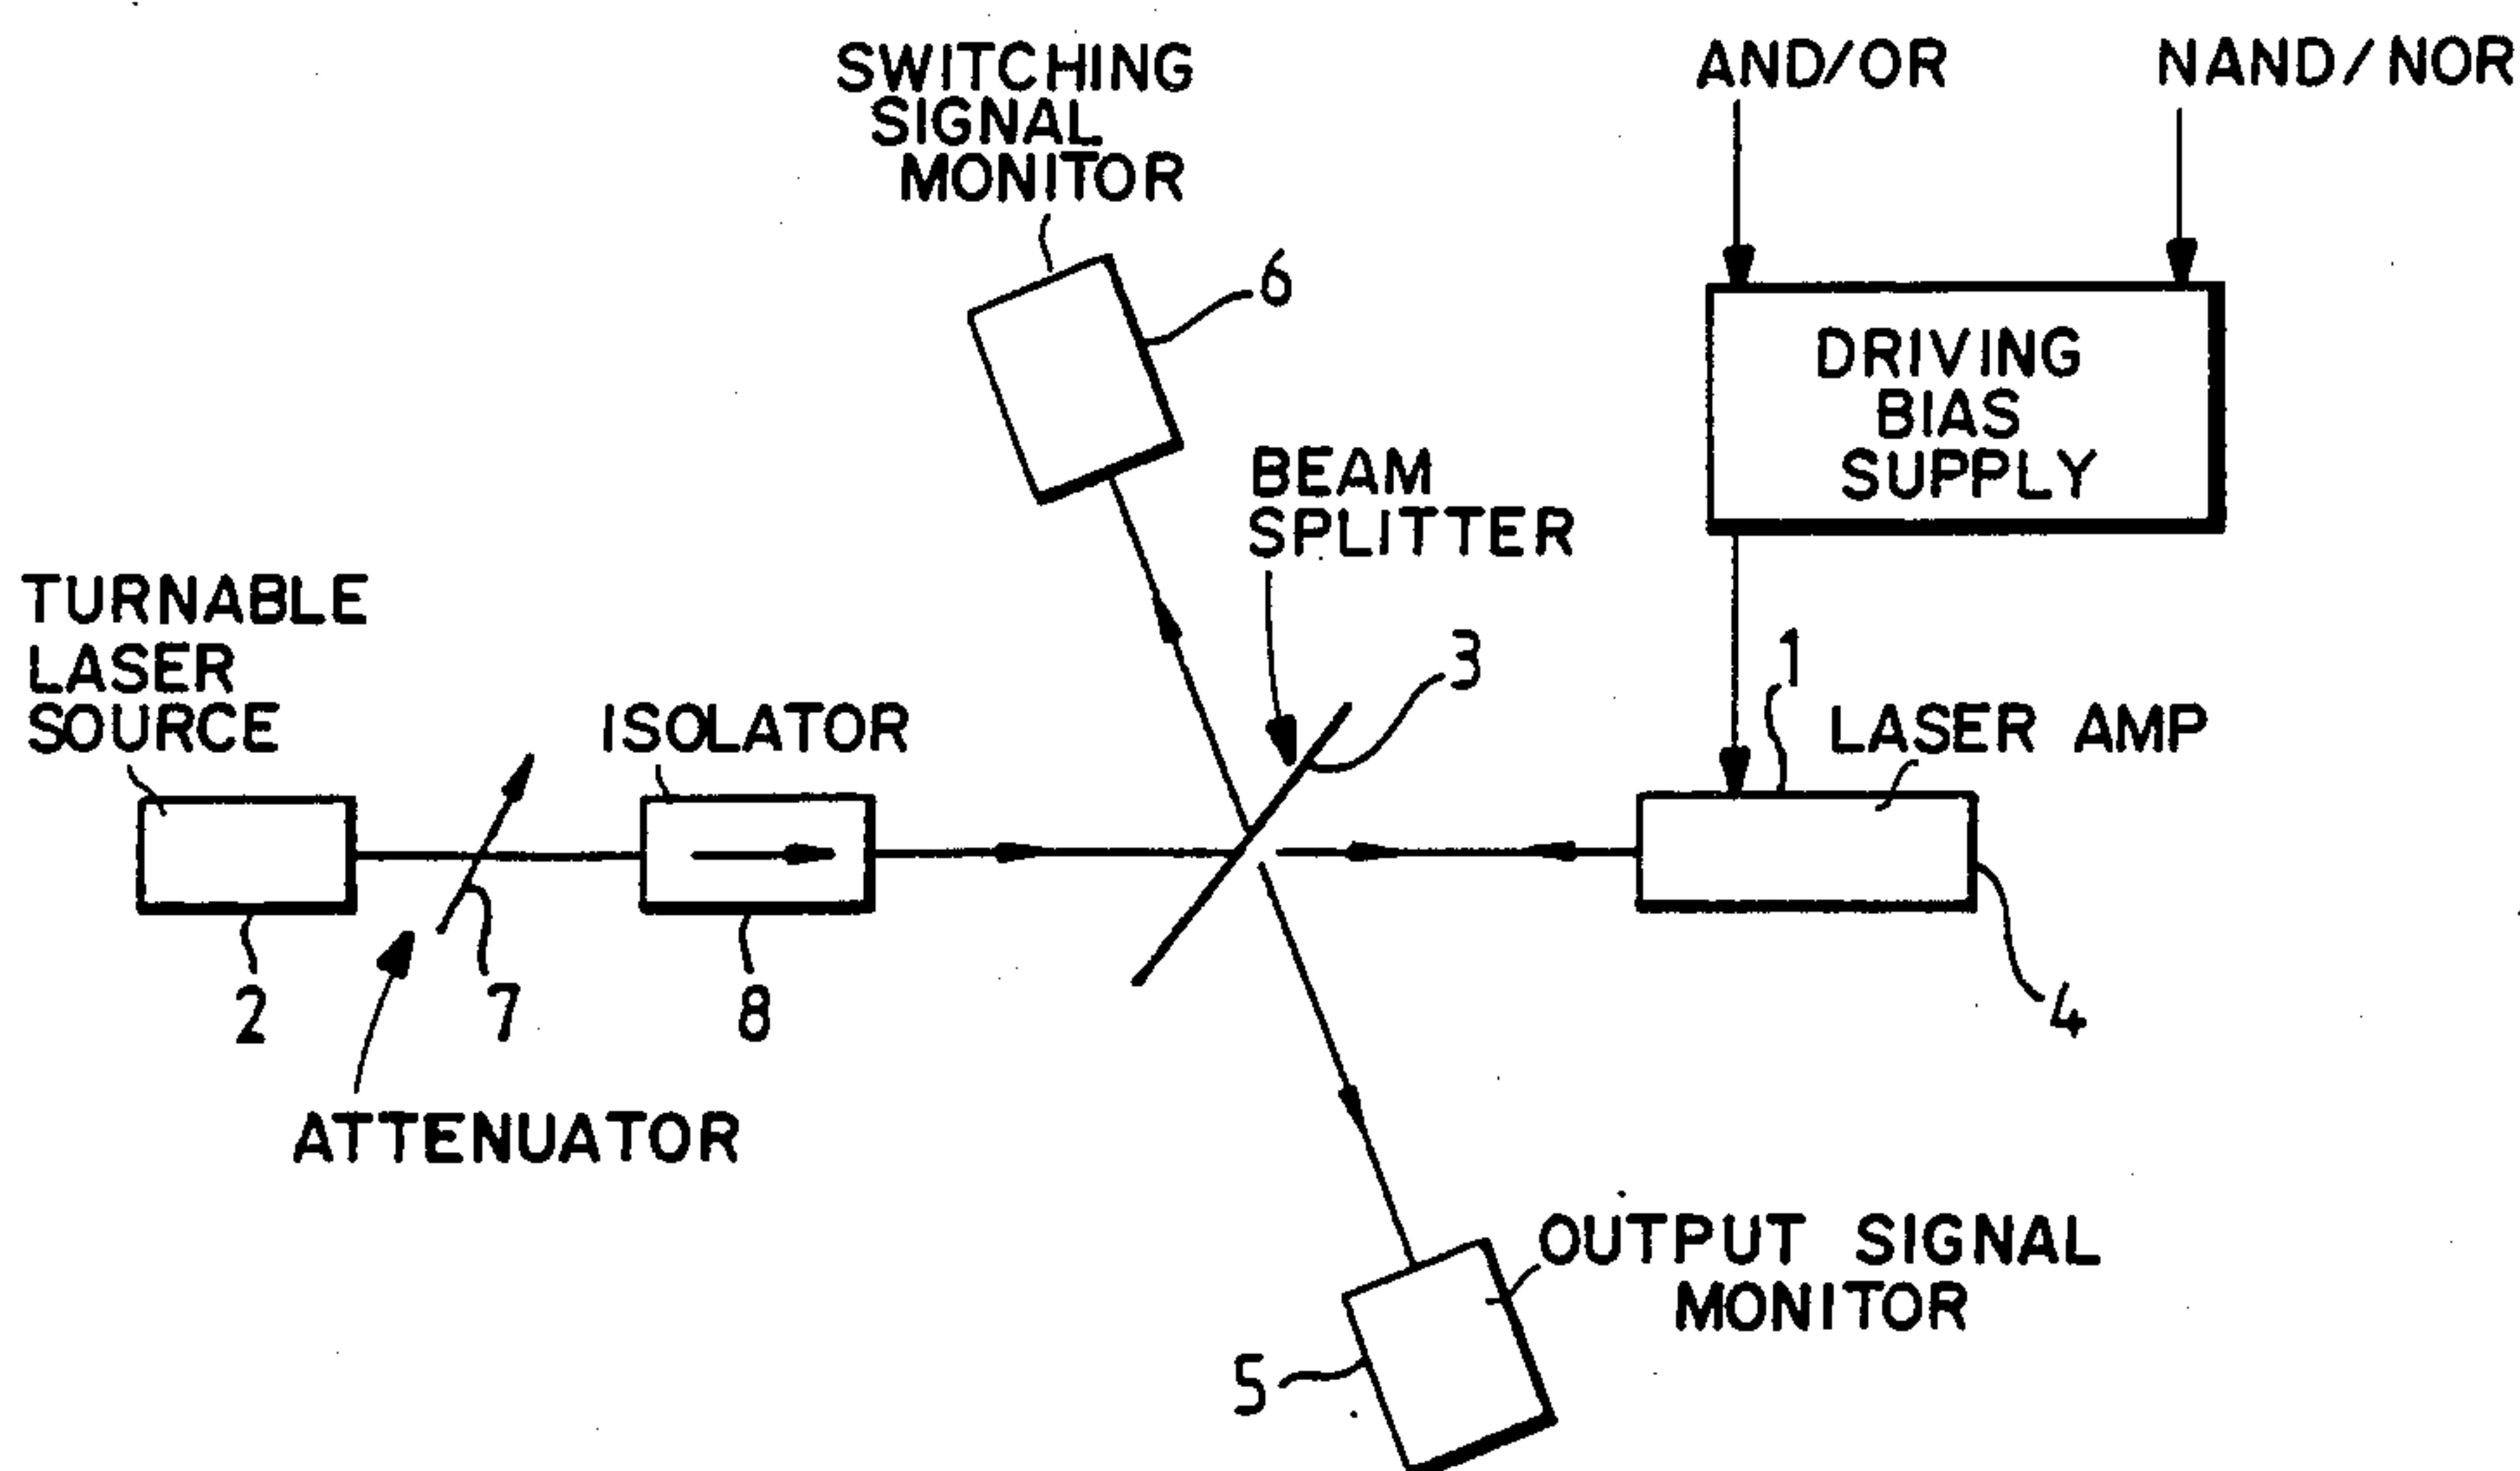 SWITCHING
SIGNAL
MONITOR
AND/OR
NAND/NOR
6
DRIVING
BIAS
SUPPLY
BEAM
SPLITTER
TURNABLE
LASER
SOURCE
ISOLATOR
3
1
LASER AMP
2
7
8
4
ATTENUATOR
OUTPUT SIGNAL
MONITOR
5